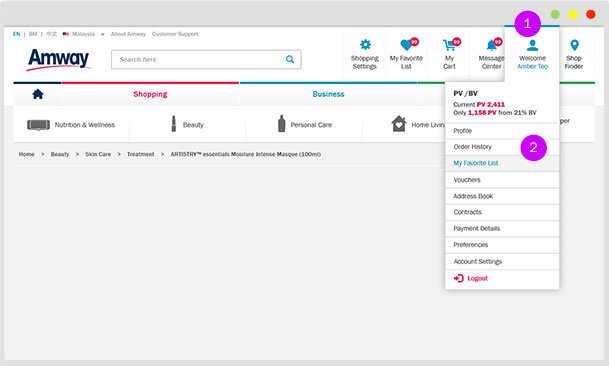 1
EN | BM | 中文 Malaysia About Amway Customer Support
Amway
Search here
Shopping Settings
99
My Favorite List
99
My Cart
99
Message Center
Welcome Amber Teo
Shop Finder
Shopping
Business
Nutrition & Wellness
Beauty
Personal Care
Home Livin
per
Home > Beauty > Skin Care > Treatment > ARTISTRY™ essentials Moisture Intense Masque (100ml)
PV /BV
Current PV 2,411
Only 1,158 PV from 21% BV
Profile
Order History
2
My Favorite List
Vouchers
Address Book
Contracts
Payment Details
Preferences
Account Settings
Logout